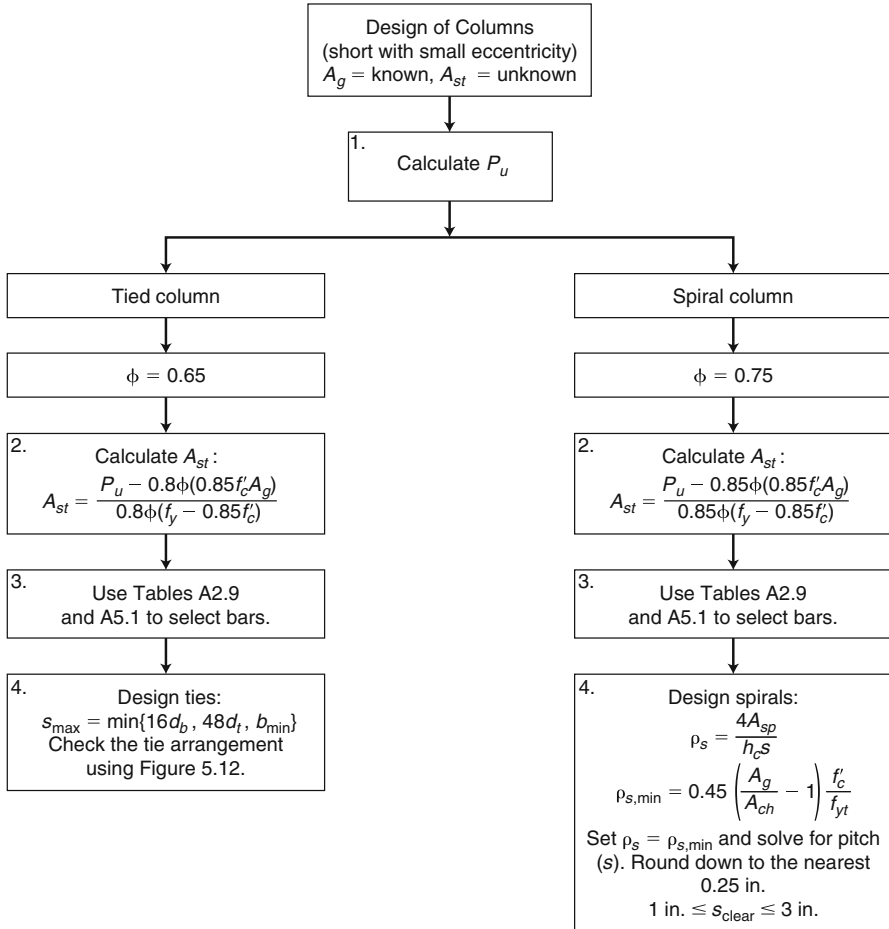 Design of Columns
(short with small eccentricity)
A_g = known, A_st = unknown
1.
Calculate P_u
Tied column
ϕ = 0.65
2.
Calculate A_st :
A_st = \frac{P_u − 0.8ϕ(0.85f'_c A_g)}{0.8ϕ(f_y − 0.85f'_c)}
3.
Use Tables A2.9
and A5.1 to select bars.
4.
Design ties:
s_max = min{16d_b , 48d_t , b_min}
Check the tie arrangement
using Figure 5.12.
Spiral column
ϕ = 0.75
2.
Calculate A_st :
A_st = \frac{P_u − 0.85ϕ(0.85f'_c A_g)}{0.85ϕ(f_y − 0.85f'_c)}
3.
Use Tables A2.9
and A5.1 to select bars.
4.
Design spirals:
ρ_s = \frac{4A_sp}{h_c s}
ρ_s,min = 0.45 (\frac{A_g}{A_ch} − 1) \frac{f'_c}{f_yt}
Set ρ_s = ρ_s,min and solve for pitch
(s). Round down to the nearest
0.25 in.
1 in. ≤ s_clear ≤ 3 in.